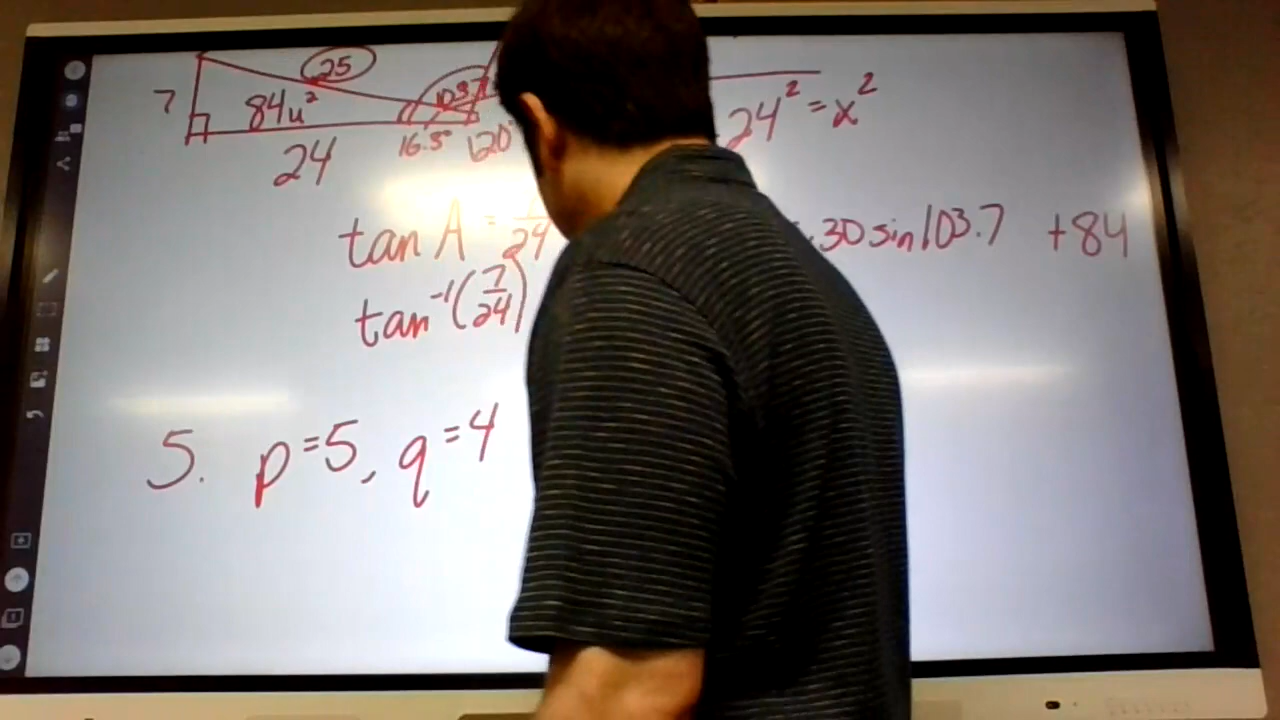 25
7
84u²
103.7
24
16.5°
120°
24² = x²
tan A = 7/24
30 sin 103.7 + 84
tan⁻¹(7/24)
5. p = 5, q = 4